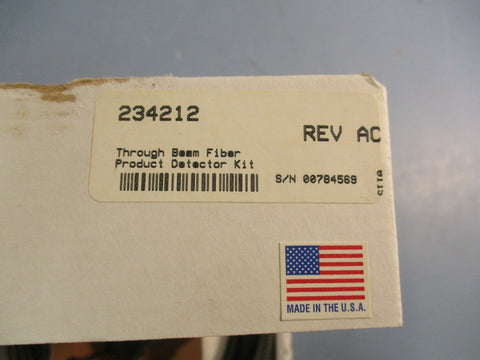 234212
REV AC
Through Beam Fiber
Product Detector Kit
S/N 00784569
MADE IN THE U.S.A.